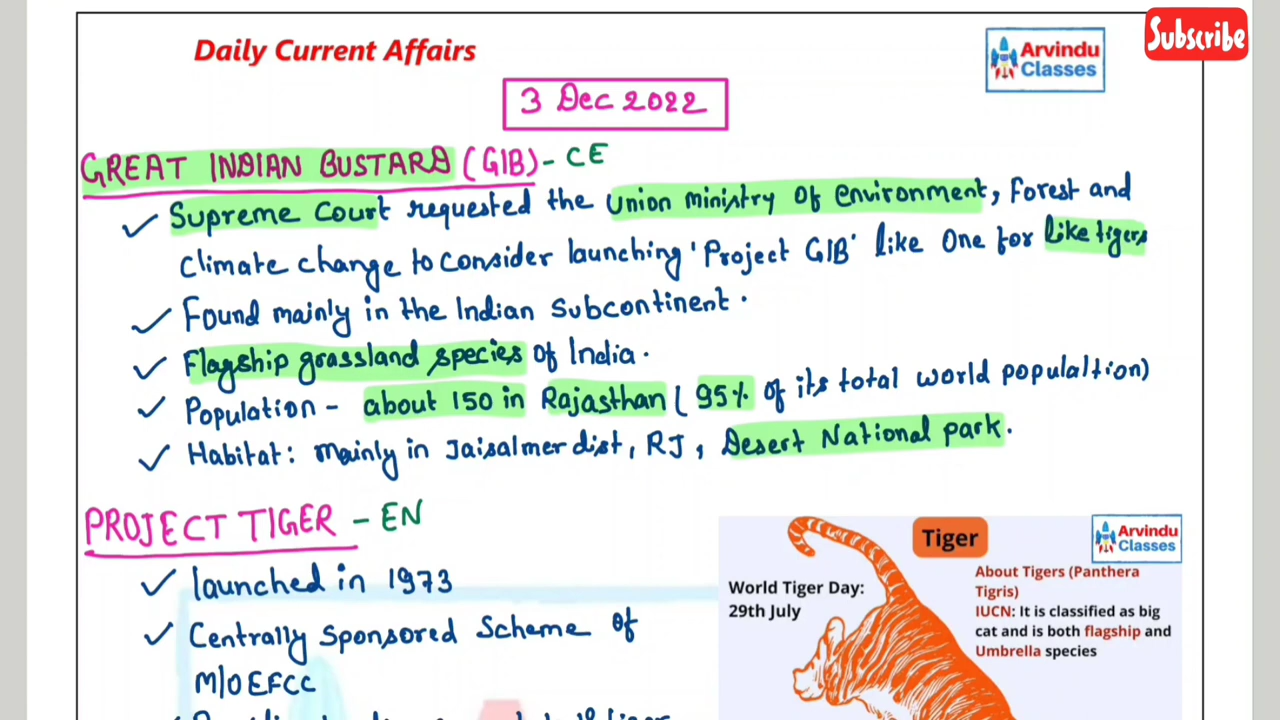 Subscribe
Daily Current Affairs
Arvindu
Classes
3 Dec 2022
GREAT INDIAN BUSTARD (GIB) - CE
Supreme Court requested the Union ministry of environment, Forest and
Climate change to consider launching 'Project GIB' like One for like tigers
Found mainly in the Indian Subcontinent.
Flagship grassland species of India.
Population - about 150 in Rajasthan ( 95% of its total world populaltion)
Habitat: mainly in Jaisalmer dist, RJ, Desert National park.
PROJECT TIGER - EN
launched in 1973
Centrally sponsored Scheme of
M/O EFCC
Tiger
Arvindu
Classes
World Tiger Day:
29th July
About Tigers (Panthera
Tigris)
IUCN: It is classified as big
cat and is both flagship and
Umbrella species